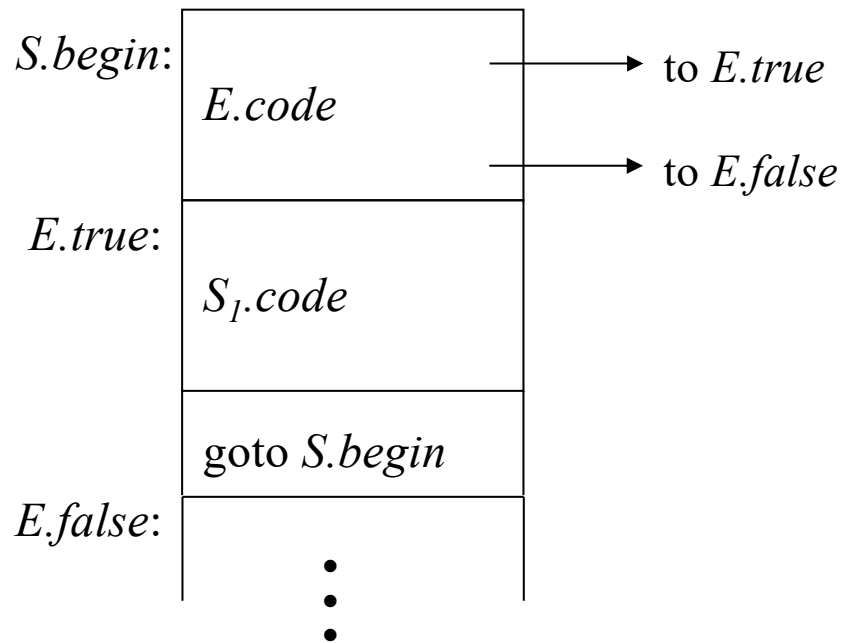 S.begin:
to E.true
E.code
to E.false
E.true:
S₁.code
goto S.begin
E.false: